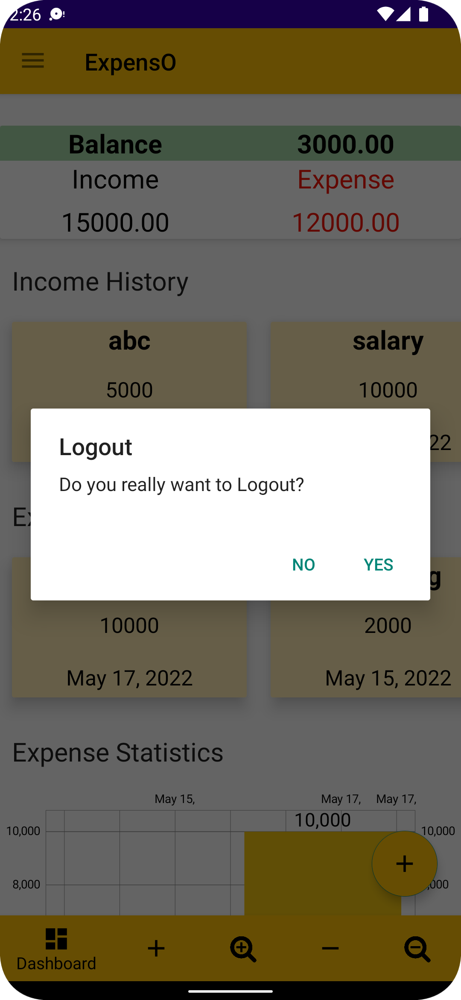 2:26
ExpensO
Balance 3000.00
Income Expense
15000.00 12000.00
Income History
abc salary
5000 10000
22
Logout
Do you really want to Logout?
NO YES
10000 2000
May 17, 2022 May 15, 2022
Expense Statistics
May 15, May 17, May 17,
10,000
10,000 10,000
8,000 ,000
Dashboard